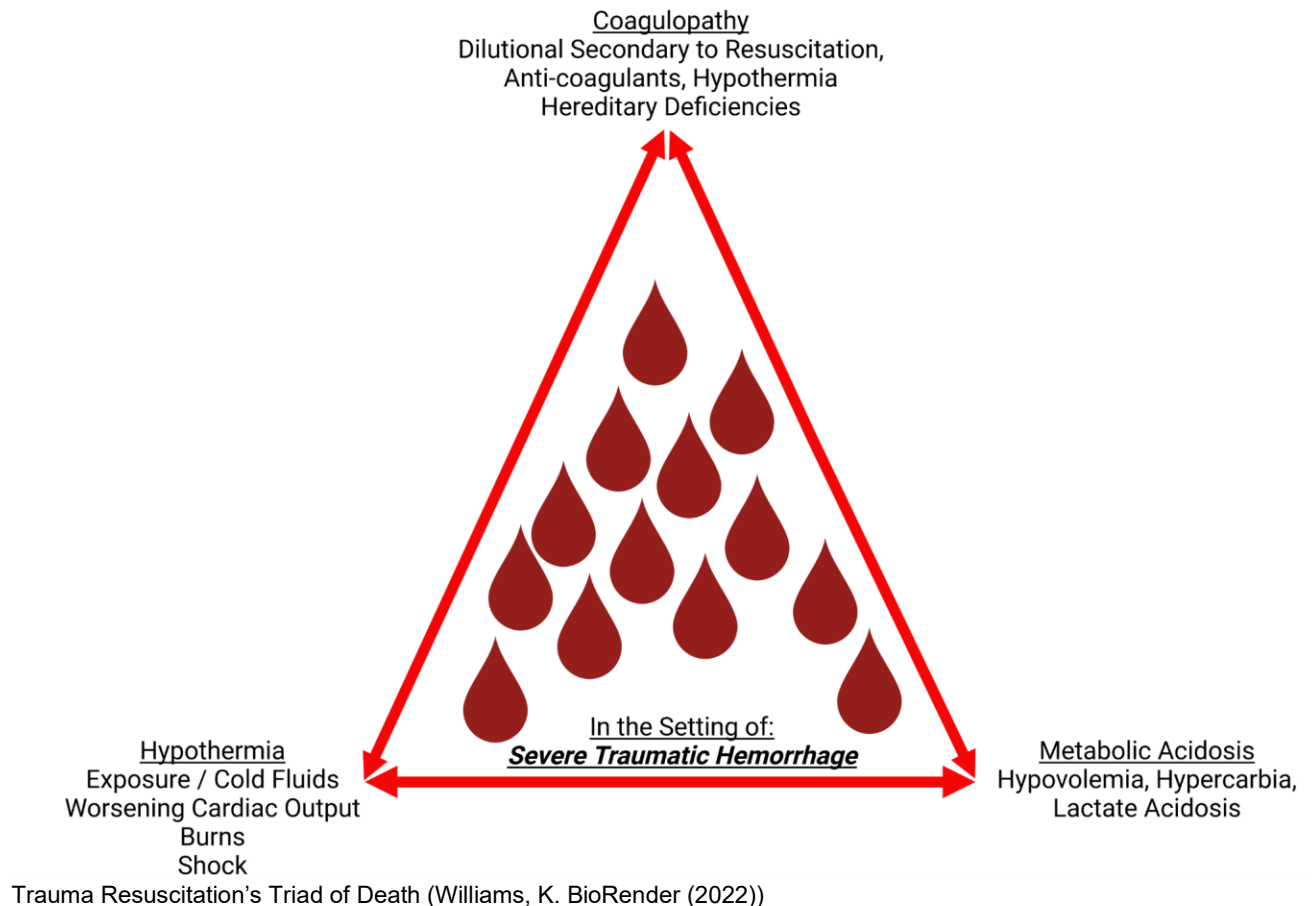 Coagulopathy
Dilutional Secondary to Resuscitation,
Anti-coagulants, Hypothermia
Hereditary Deficiencies
In the Setting of:
Severe Traumatic Hemorrhage
Hypothermia
Exposure / Cold Fluids
Worsening Cardiac Output
Burns
Shock
Metabolic Acidosis
Hypovolemia, Hypercarbia,
Lactate Acidosis
Trauma Resuscitation’s Triad of Death (Williams, K. BioRender (2022))